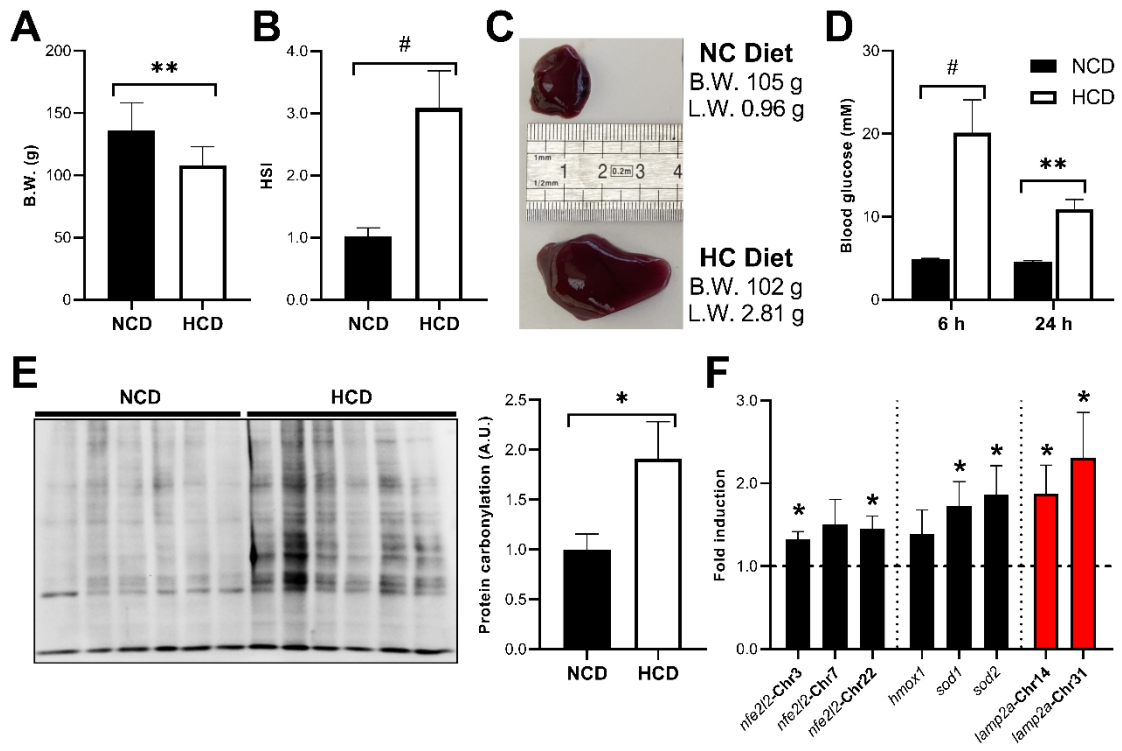 A
200
150
100
50
0
B.W. (g)
**
NCD HCD
B
4.0
3.0
2.0
1.0
0.0
HSI
#
NCD HCD
C
NC Diet
B.W. 105 g
L.W. 0.96 g
1mm
1 2 0.2m 3 4
1/2mm
HC Diet
B.W. 102 g
L.W. 2.81 g
D
30
20
10
0
Blood glucose (mM)
NCD
HCD
#
**
6 h 24 h
E
NCD HCD
2.5
2.0
1.5
1.0
0.5
0.0
Protein carbonylation (A.U.)
*
NCD HCD
F
3.0
2.0
1.0
0.0
Fold induction
* * * * * *
nfe2l2-Chr3
nfe2l2-Chr7
nfe2l2-Chr22
hmox1
sod1
sod2
lamp2a-Chr14
lamp2a-Chr31